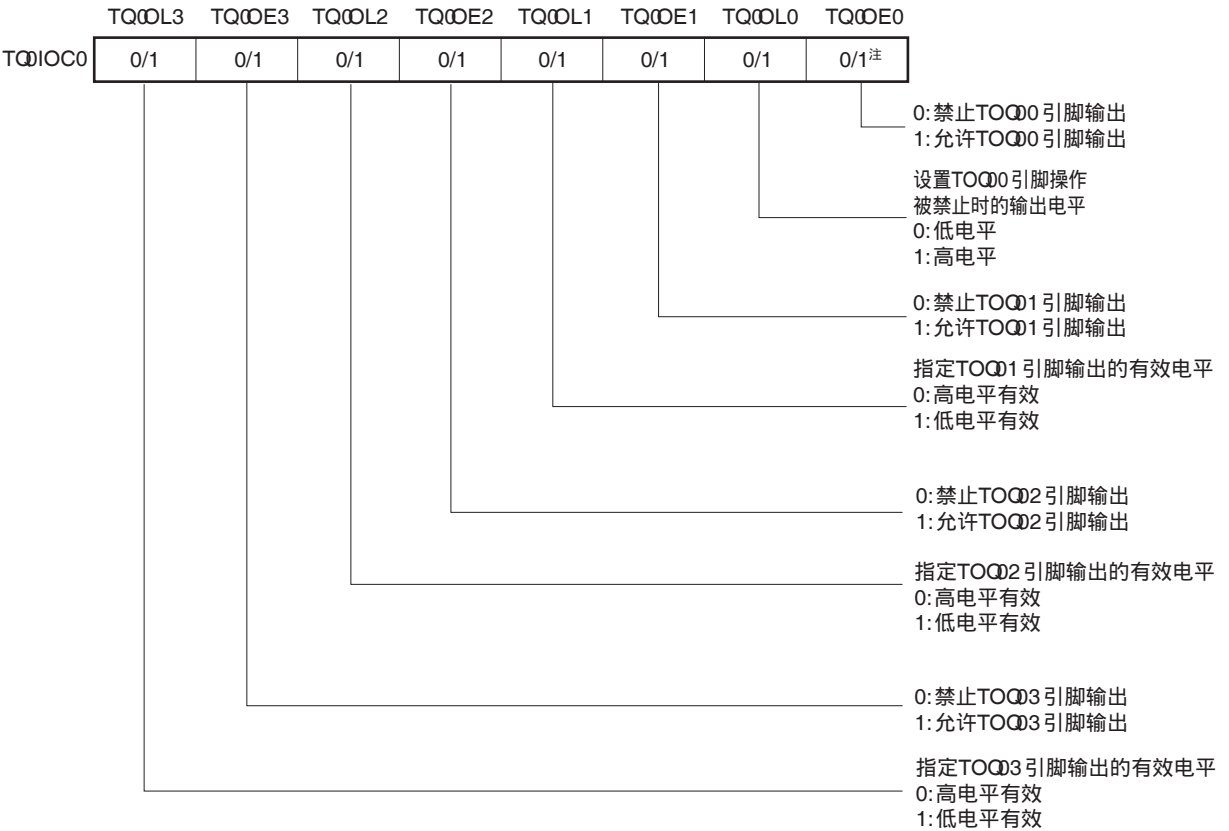 TQ0OL3 TQ0OE3 TQ0OL2 TQ0OE2 TQ0OL1 TQ0OE1 TQ0OL0 TQ0OE0
TQ0IOC0 0/1 0/1 0/1 0/1 0/1 0/1 0/1 0/1注
0:禁止TOQ00引脚输出
1:允许TOQ00引脚输出
设置TOQ00引脚操作
被禁止时的输出电平
0:低电平
1:高电平
0:禁止TOQ01引脚输出
1:允许TOQ01引脚输出
指定TOQ01引脚输出的有效电平
0:高电平有效
1:低电平有效
0:禁止TOQ02引脚输出
1:允许TOQ02引脚输出
指定TOQ02引脚输出的有效电平
0:高电平有效
1:低电平有效
0:禁止TOQ03引脚输出
1:允许TOQ03引脚输出
指定TOQ03引脚输出的有效电平
0:高电平有效
1:低电平有效